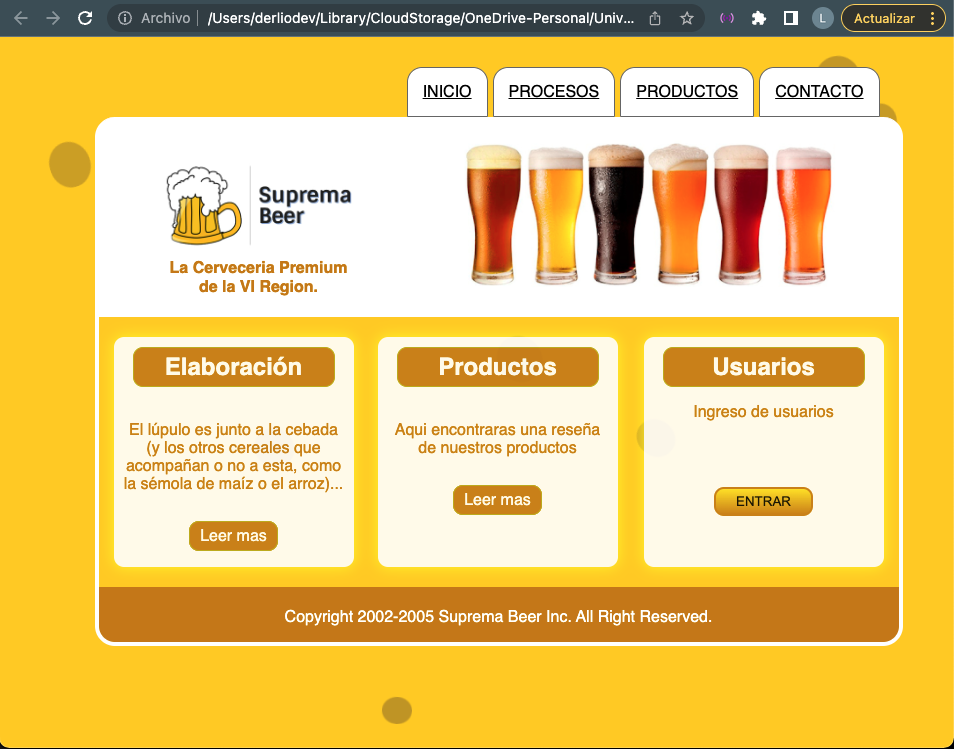 Archivo /Users/derliodev/Library/CloudStorage/OneDrive-Personal/Univ... L Actualizar
INICIO PROCESOS PRODUCTOS CONTACTO
Suprema
Beer
La Cerveceria Premium
de la VI Region.
Elaboración
El lúpulo es junto a la cebada
(y los otros cereales que
acompañan o no a esta, como
la sémola de maíz o el arroz)...
Leer mas
Productos
Aqui encontraras una reseña
de nuestros productos
Leer mas
Usuarios
Ingreso de usuarios
ENTRAR
Copyright 2002-2005 Suprema Beer Inc. All Right Reserved.